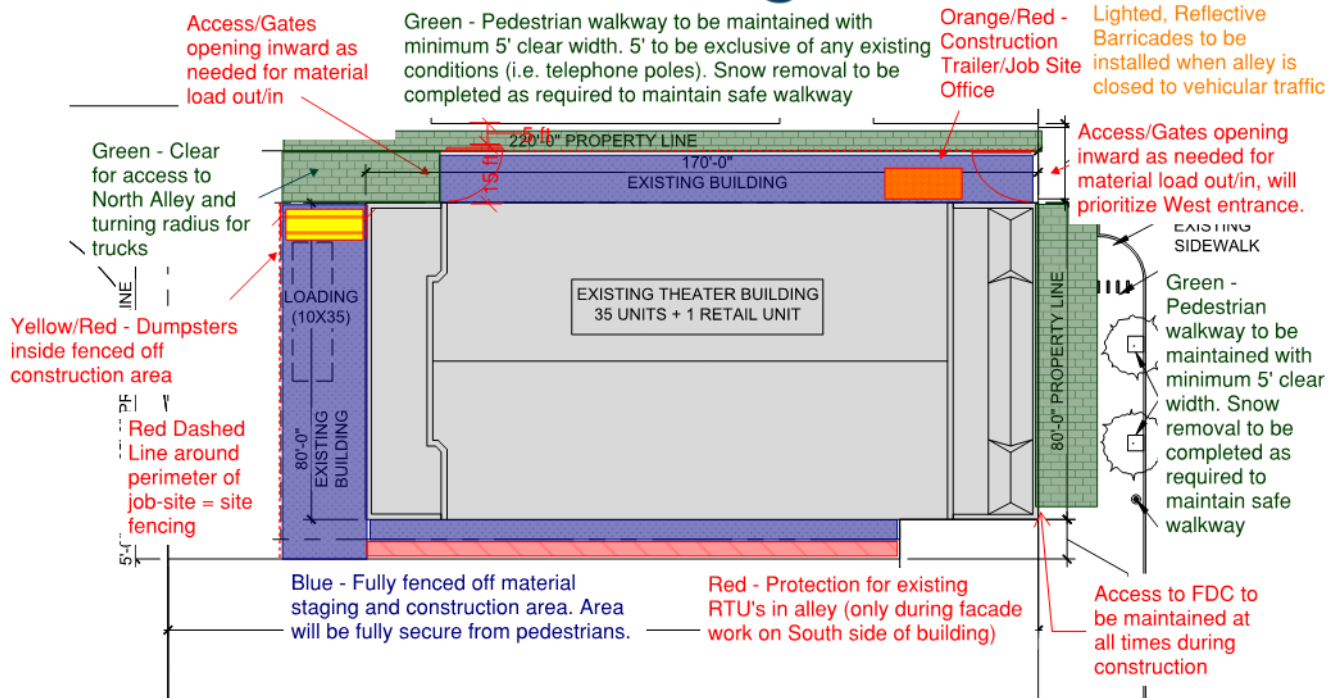 Access/Gates
opening inward as
needed for material
load out/in
Green - Pedestrian walkway to be maintained with
minimum 5' clear width. 5' to be exclusive of any existing
conditions (i.e. telephone poles). Snow removal to be
completed as required to maintain safe walkway
Orange/Red -
Construction
Trailer/Job Site
Office
Lighted, Reflective
Barricades to be
installed when alley is
closed to vehicular traffic
Green - Clear
for access to
North Alley and
turning radius for
trucks
5 ft
220'-0" PROPERTY LINE
15 ft
170'-0"
EXISTING BUILDING
Access/Gates opening
inward as needed for
material load out/in, will
prioritize West entrance.
EXISTING
SIDEWALK
LOADING
(10X35)
EXISTING THEATER BUILDING
35 UNITS + 1 RETAIL UNIT
80'-0" PROPERTY LINE
Green -
Pedestrian
walkway to be
maintained with
minimum 5' clear
width. Snow
removal to be
completed as
required to
maintain safe
walkway
Yellow/Red - Dumpsters
inside fenced off
construction area
80'-0"
EXISTING
BUILDING
Red Dashed
Line around
perimeter of
job-site = site
fencing
Blue - Fully fenced off material
staging and construction area. Area
will be fully secure from pedestrians.
Red - Protection for existing
RTU's in alley (only during facade
work on South side of building)
Access to FDC to
be maintained at
all times during
construction